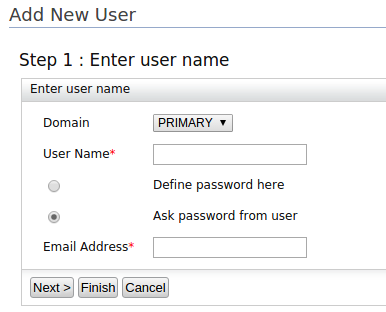 Add New User
Step 1 : Enter user name
Enter user name
Domain PRIMARY ▼
User Name*
Define password here
Ask password from user
Email Address*
Next > Finish Cancel